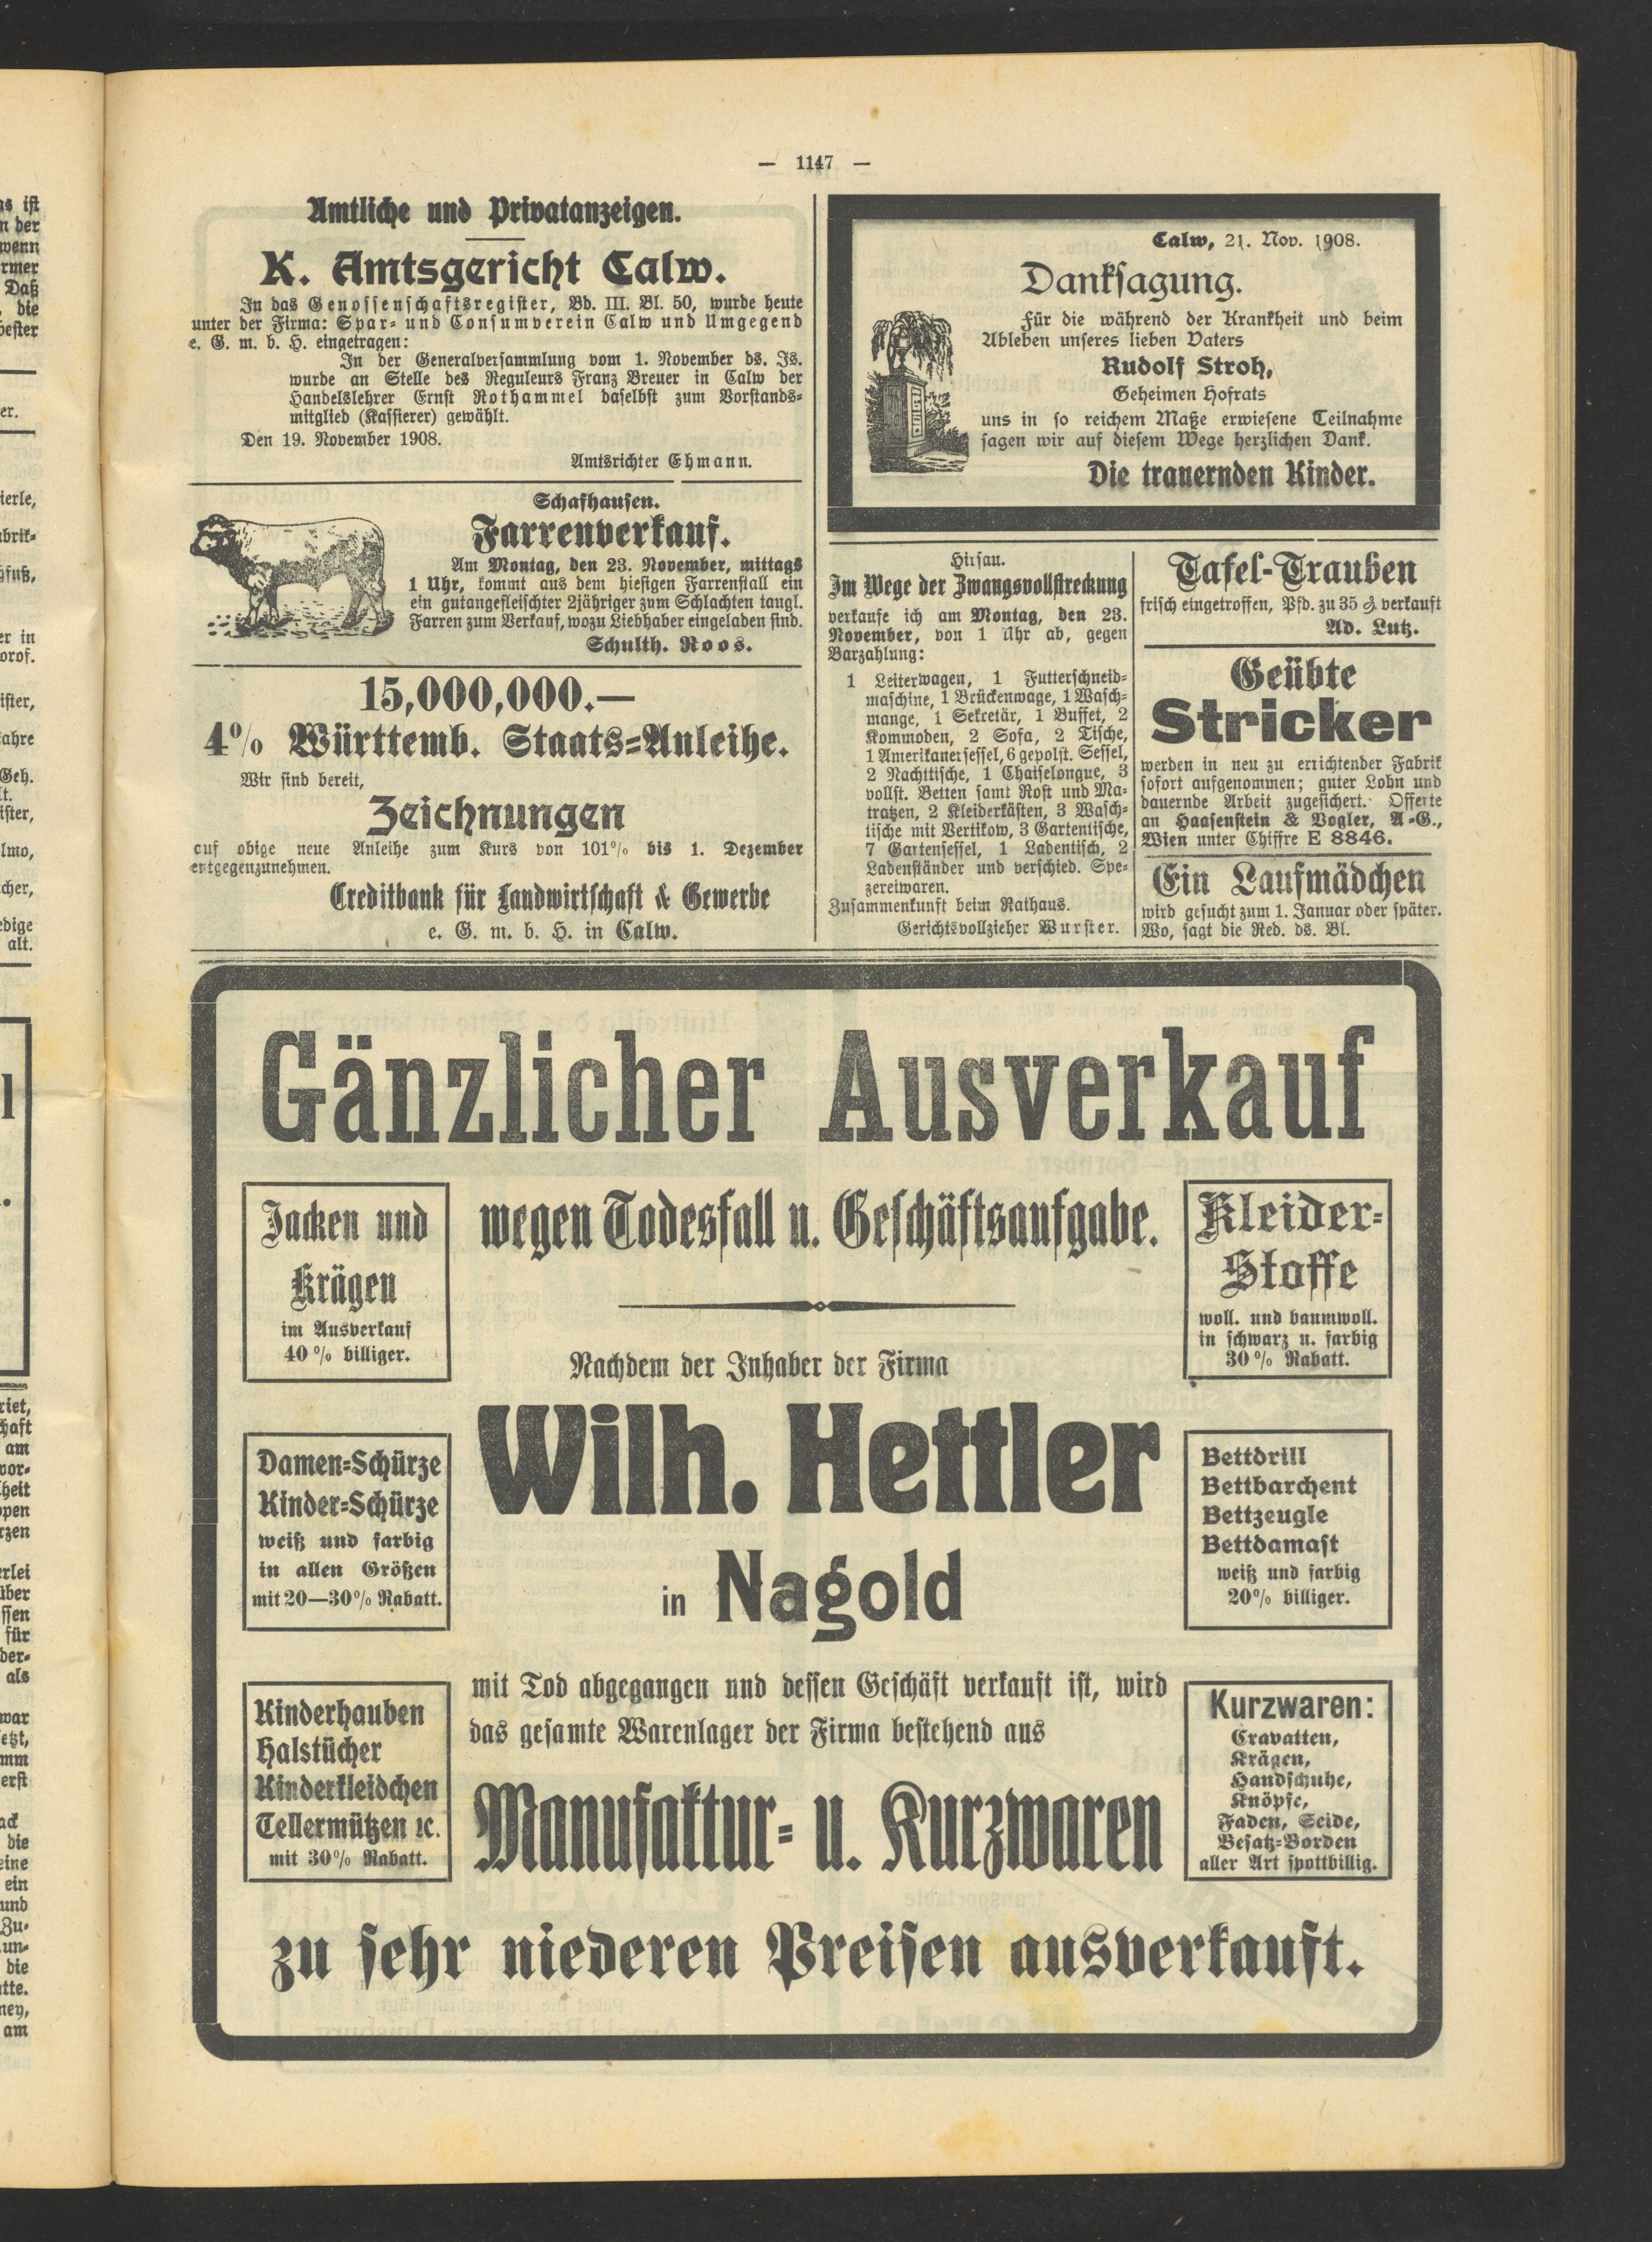 — 1147 —
Amtliche und Privatanzeigen.
K. Amtsgericht Calw.
In das Genossenschaftsregister, Bd. III. Bl. 50, wurde heute
unter der Firma: Spar- und Consumverein Calw und Umgegend
e. G. m. b. H. eingetragen:
In der Generalversammlung vom 1. November ds. Js.
wurde an Stelle des Reguleurs Franz Breuer in Calw der
Handelslehrer Ernst Rothammel daselbst zum Vorstands-
mitglied (Kassierer) gewählt.
Den 19. November 1908.
Amtsrichter Ehmann.
Schafhausen.
Farrenverkauf.
Am Montag, den 23. November, mittags
1 Uhr, kommt aus dem hiesigen Farrenstall ein
ein gutangefleischter 2jähriger zum Schlachten taugl.
Farren zum Verkauf, wozu Liebhaber eingeladen sind.
Schulth. Roos.
15,000,000.—
4% Württemb. Staats-Anleihe.
Wir sind bereit,
Zeichnungen
auf obige neue Anleihe zum Kurs von 101% bis 1. Dezember
entgegenzunehmen.
Creditbank für Landwirtschaft & Gewerbe
e. G. m. b. H. in Calw.
Calw, 21. Nov. 1908.
Danksagung.
Für die während der Krankheit und beim
Ableben unseres lieben Vaters
Rudolf Stroh,
Geheimen Hofrats
uns in so reichem Maße erwiesene Teilnahme
sagen wir auf diesem Wege herzlichen Dank.
Die trauernden Kinder.
Hirsau.
Im Wege der Zwangsvollstreckung
verkaufe ich am Montag, den 23.
November, von 1 Uhr ab, gegen
Barzahlung:
1 Leiterwagen, 1 Futterschneid-
maschine, 1 Brückenwage, 1 Wasch-
mange, 1 Sekretär, 1 Buffet, 2
Kommoden, 2 Sofa, 2 Tische,
1 Amerikanersessel, 6 gepolst. Sessel,
2 Nachttische, 1 Chaiselongue, 3
vollst. Betten samt Rost und Ma-
tratzen, 2 Kleiderkästen, 3 Wasch-
tische mit Vertikow, 3 Gartentische,
7 Gartensessel, 1 Ladentisch, 2
Ladenständer und verschied. Spe-
zereiwaren.
Zusammenkunft beim Rathaus.
Gerichtsvollzieher Wurster.
Tafel-Trauben
frisch eingetroffen, Pfd. zu 35 ₰ verkauft
Ad. Lutz.
Geübte
Stricker
werden in neu zu errichtender Fabrik
sofort aufgenommen; guter Lohn und
dauernde Arbeit zugesichert. Offerte
an Haasenstein & Vogler, A.-G.,
Wien unter Chiffre E 8846.
Ein Laufmädchen
wird gesucht zum 1. Januar oder später.
Wo, sagt die Red. ds. Bl.
Gänzlicher Ausverkauf
wegen Todesfall u. Geschäftsaufgabe.
Jacken und
Krägen
im Ausverkauf
40% billiger.
Kleider-
Stoffe
woll. und baumwoll.
in schwarz u. farbig
30% Rabatt.
Nachdem der Inhaber der Firma
Wilh. Hettler
in Nagold
Damen-Schürze
Kinder-Schürze
weiß und farbig
in allen Größen
mit 20—30% Rabatt.
Bettdrill
Bettbarchent
Bettzeugle
Bettdamast
weiß und farbig
20% billiger.
mit Tod abgegangen und dessen Geschäft verkauft ist, wird
das gesamte Warenlager der Firma bestehend aus
Manufaktur- u. Kurzwaren
Kinderhauben
Halstücher
Kinderkleidchen
Tellermützen ꝛc.
mit 30% Rabatt.
Kurzwaren:
Cravatten,
Krägen,
Handschuhe,
Knöpfe,
Faden, Seide,
Besatz-Borden
aller Art spottbillig.
zu sehr niederen Preisen ausverkauft.